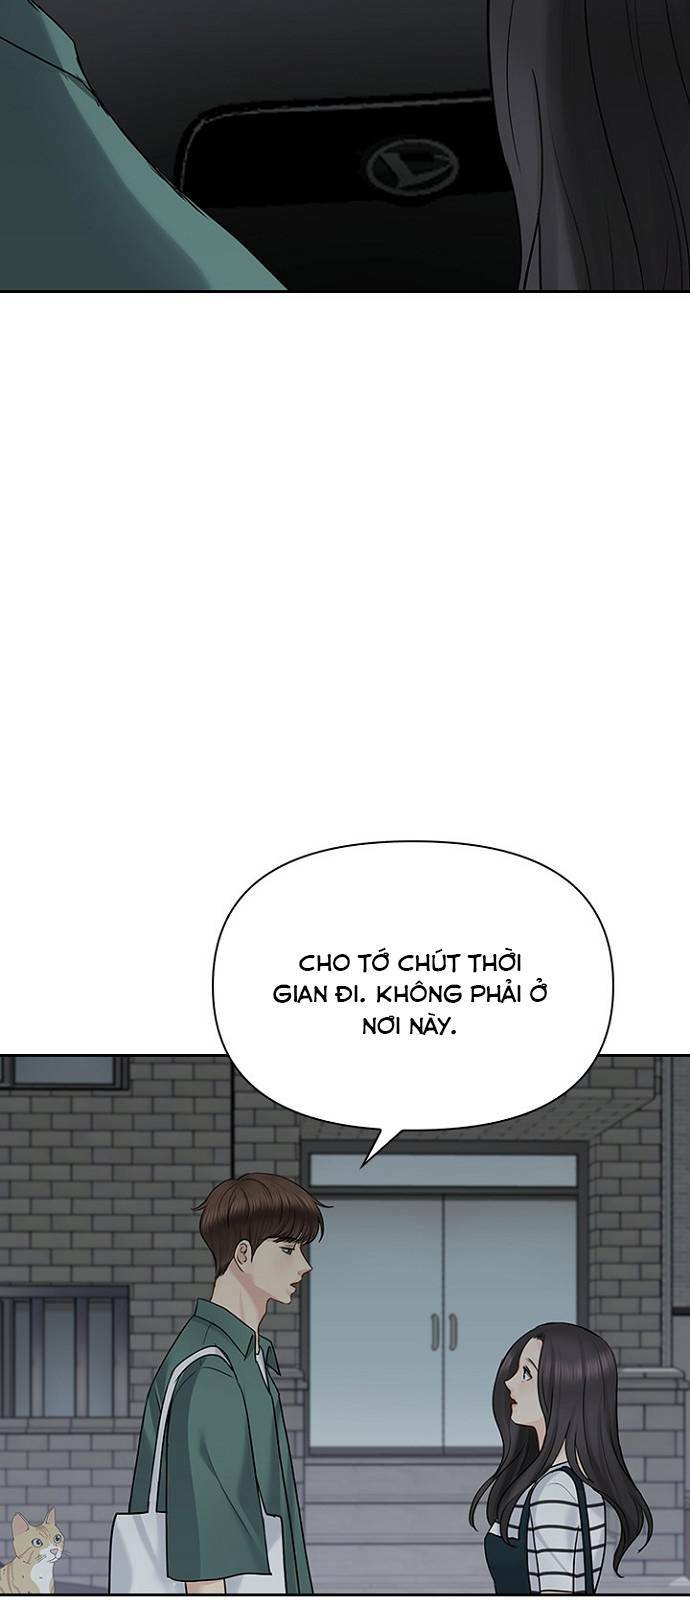 CHO TỚ CHÚT THỜI
GIAN ĐI. KHÔNG PHẢI Ở
NƠI NÀY.